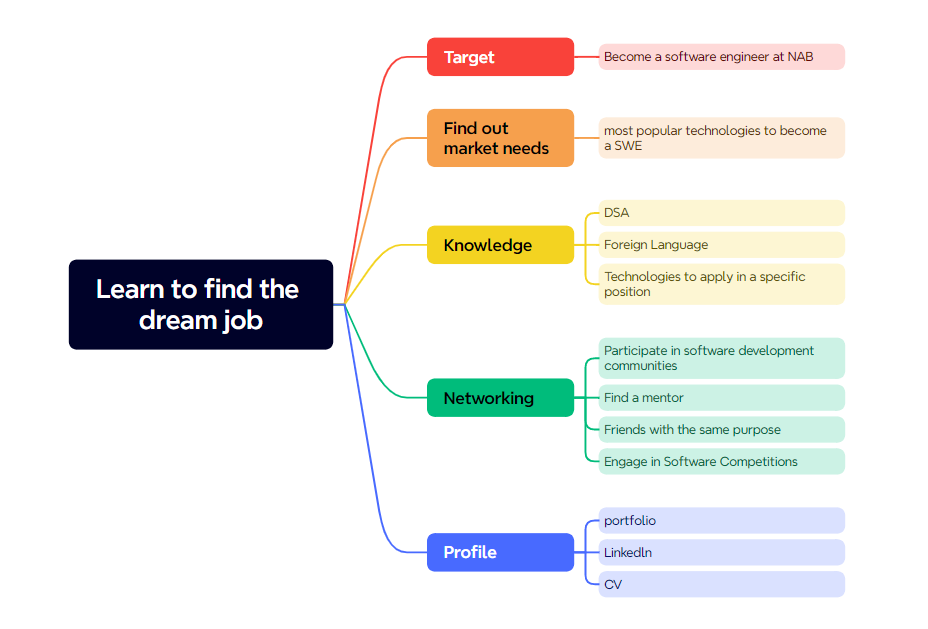 Target
Become a software engineer at NAB
Find out
market needs
most popular technologies to become
a SWE
DSA
Knowledge
Foreign Language
Technologies to apply in a specific
position
Learn to find the
dream job
Participate in software development
communities
Networking
Find a mentor
Friends with the same purpose
Engage in Software Competitions
portfolio
Profile
LinkedIn
CV